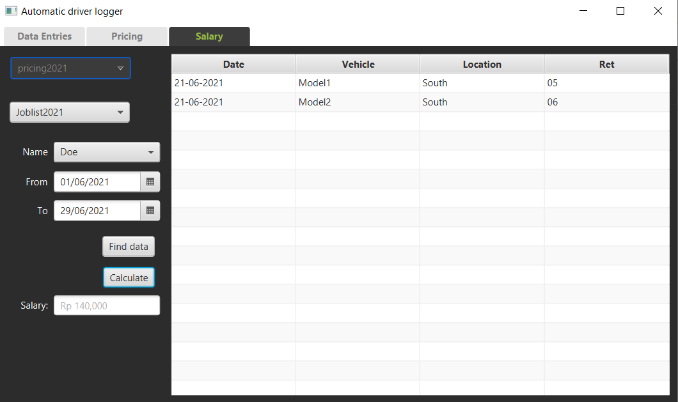 Automatic driver logger
Data Entries Pricing Salary
pricing2021
Joblist2021
Name Doe
From 01/06/2021
To 29/06/2021
Find data
Calculate
Salary: Rp 140,000
Date Vehicle Location Ret
21-06-2021 Model1 South 05
21-06-2021 Model2 South 06